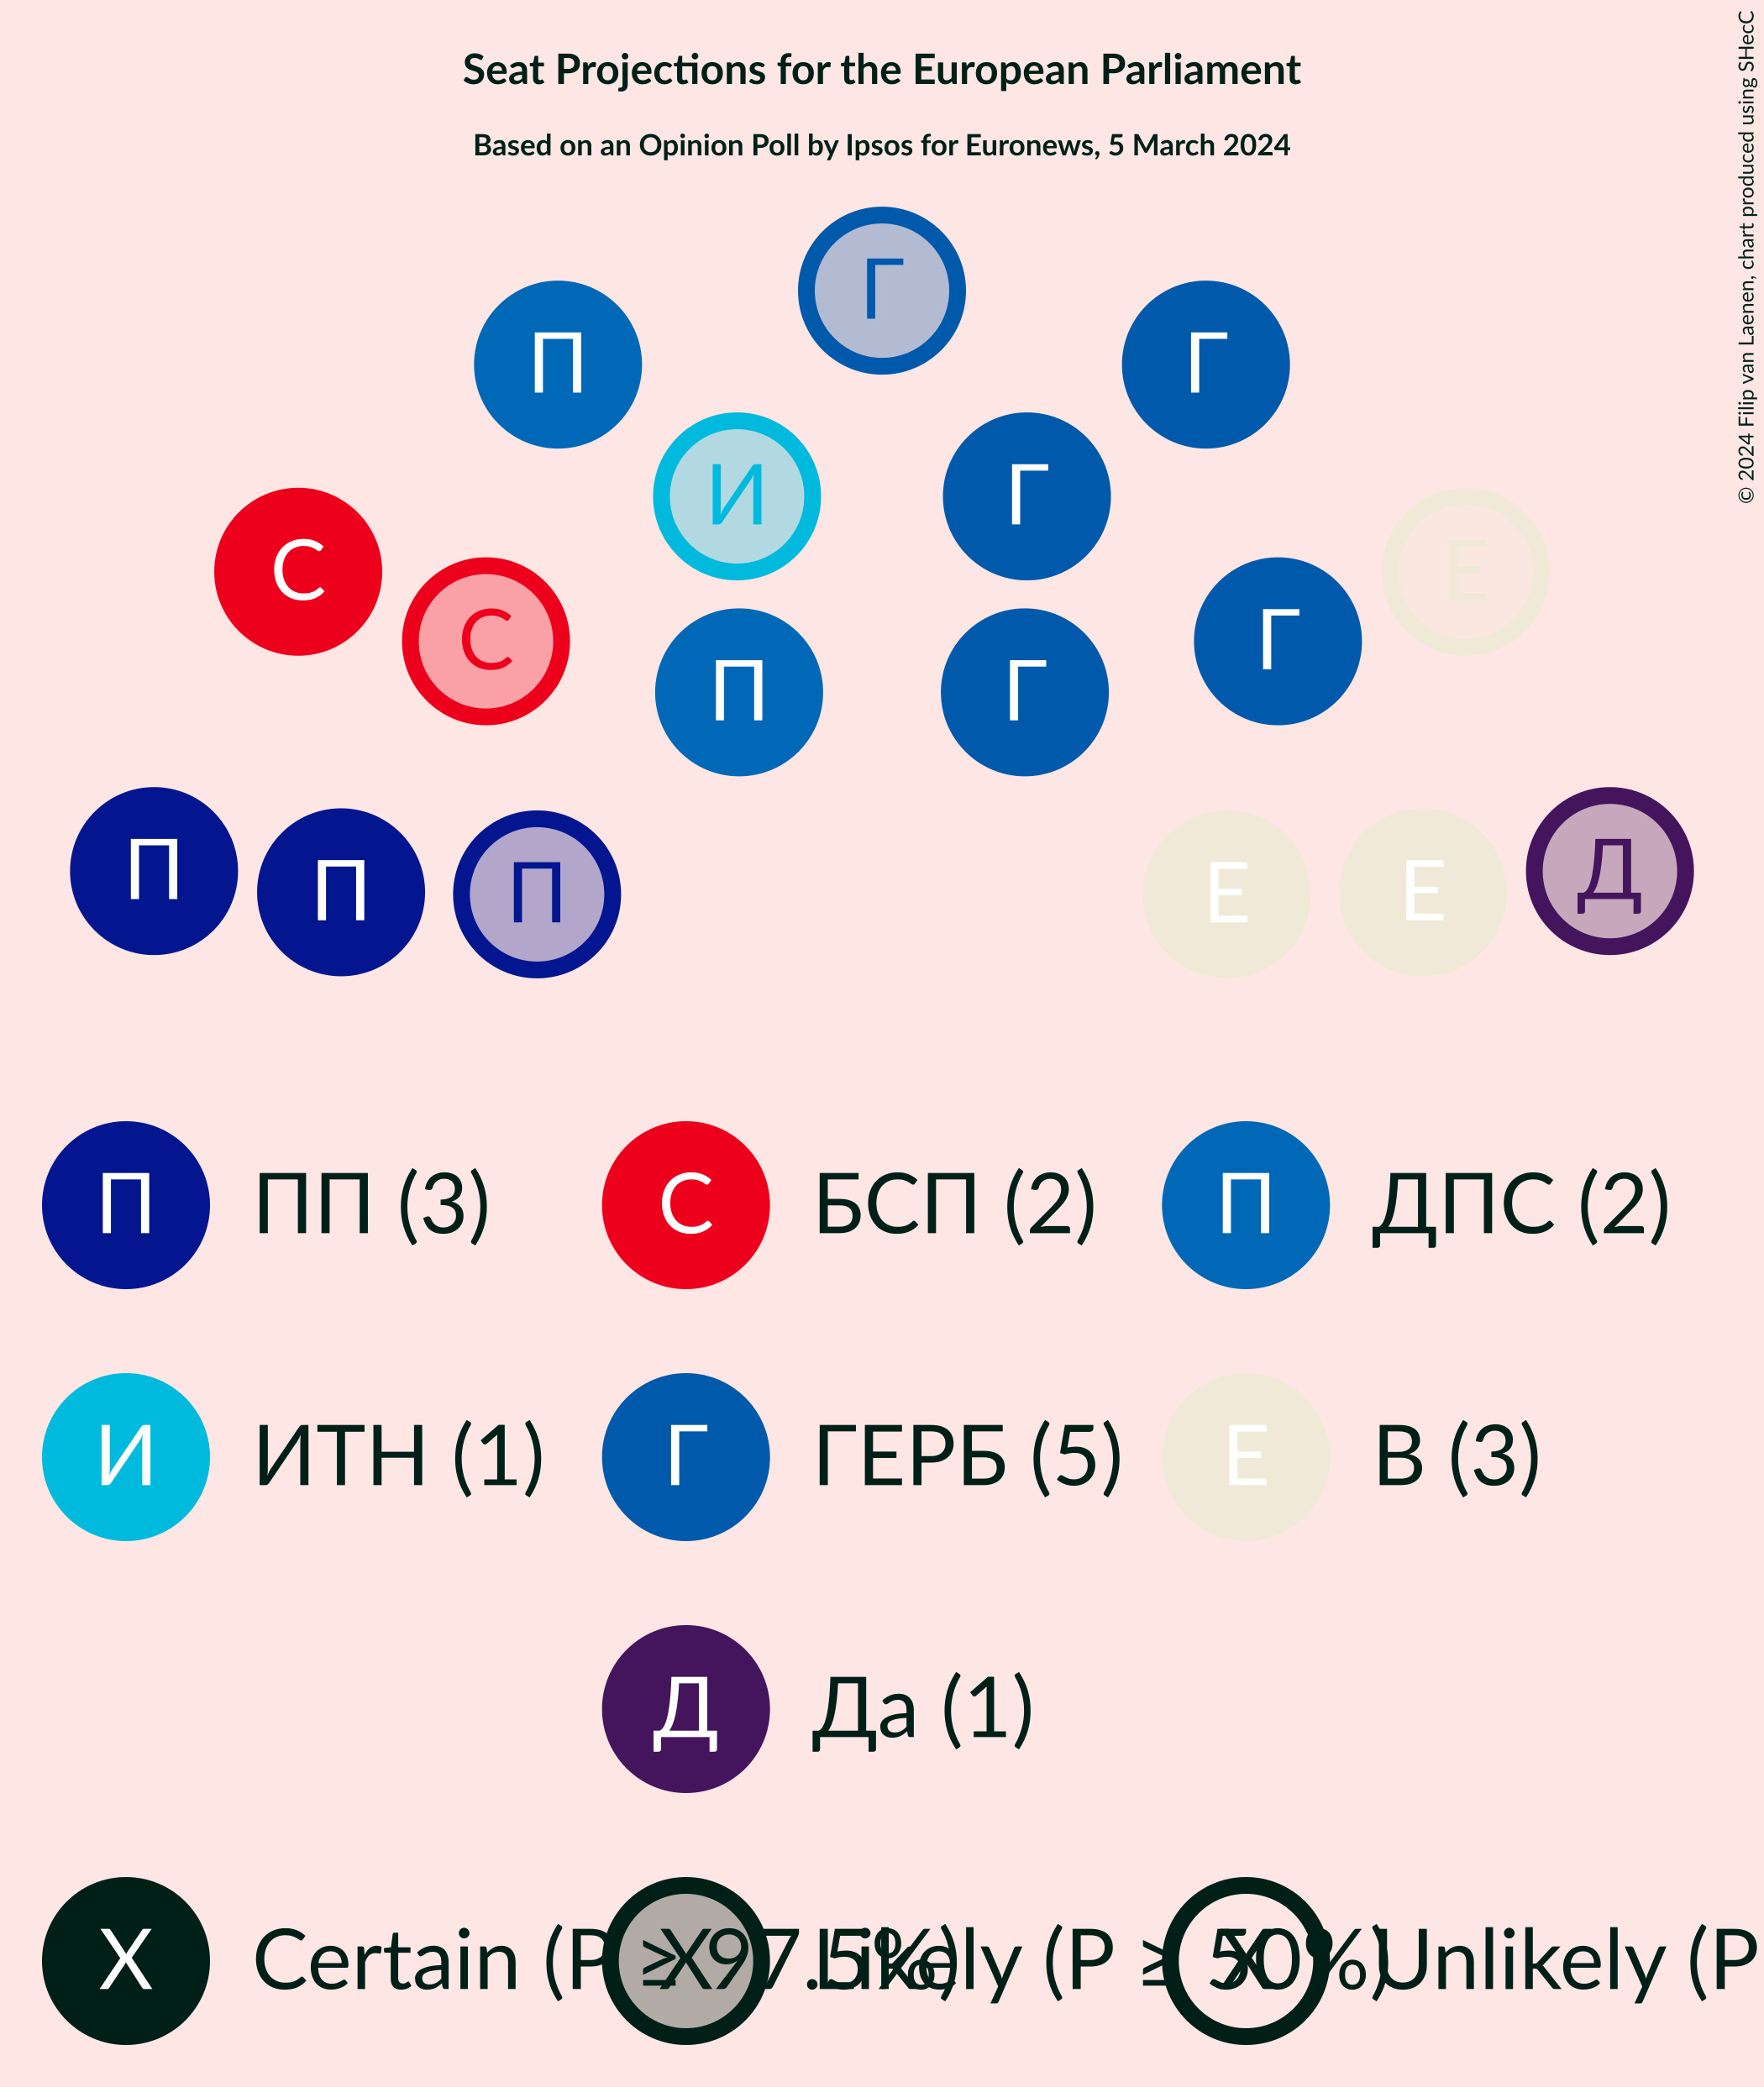 Seat Projections for the European Parliament
Based on an Opinion Poll by Ipsos for Euronews, 5 March 2024
© 2024 Filip van Laenen, chart produced using SHecC
Г
П Г
И Г
С Е
С Г
П Г
П П П Е Е Д
П ПП (3) С БСП (2) П ДПС (2)
И ИТН (1) Г ГЕРБ (5) Е В (3)
Д Да (1)
X Certain (P ≥ 97.5%) X Likely (P ≥ 50%) X Unlikely (P